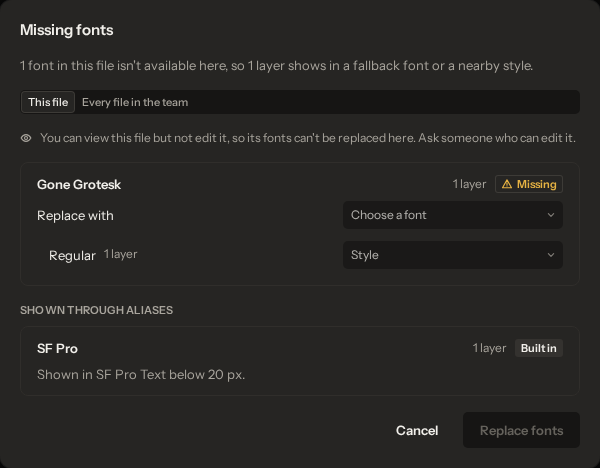 Missing fonts
1 font in this file isn't available here, so 1 layer shows in a fallback font or a nearby style.
This file Every file in the team
You can view this file but not edit it, so its fonts can't be replaced here. Ask someone who can edit it.
Gone Grotesk 1 layer Missing
Replace with Choose a font
Regular 1 layer Style
SHOWN THROUGH ALIASES
SF Pro 1 layer Built in
Shown in SF Pro Text below 20 px.
Cancel Replace fonts